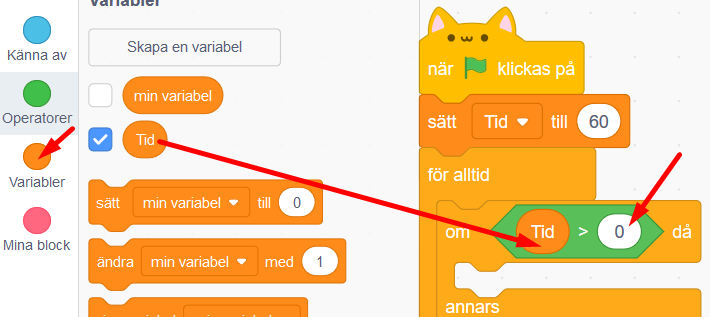 Variabler
Känna av
Operatorer
Variabler
Mina block
Skapa en variabel
min variabel
Tid
sätt min variabel till 0
ändra min variabel med 1
när klickas på
sätt Tid till 60
för alltid
om Tid > 0 då
annars